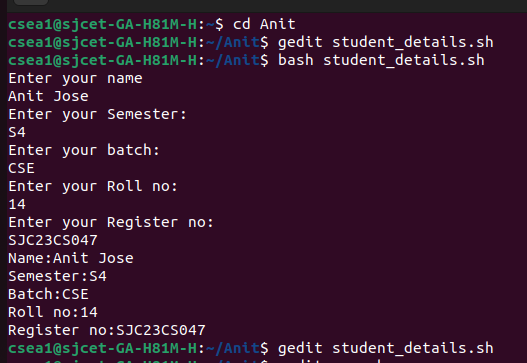 csea1@sjcet-GA-H81M-H:~$ cd Anit
csea1@sjcet-GA-H81M-H:~/Anit$ gedit student_details.sh
csea1@sjcet-GA-H81M-H:~/Anit$ bash student_details.sh
Enter your name
Anit Jose
Enter your Semester:
S4
Enter your batch:
CSE
Enter your Roll no:
14
Enter your Register no:
SJC23CS047
Name:Anit Jose
Semester:S4
Batch:CSE
Roll no:14
Register no:SJC23CS047
csea1@sjcet-GA-H81M-H:~/Anit$ gedit student_details.sh